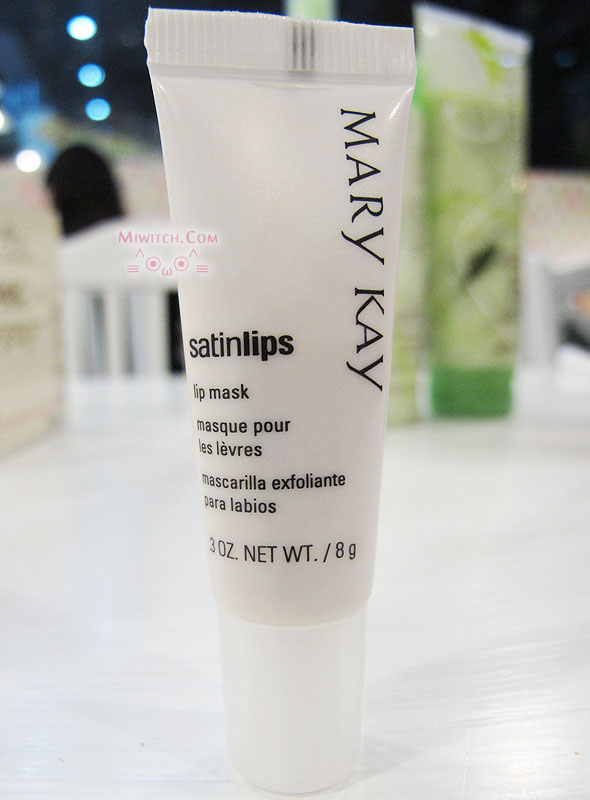 MARY KAY
MIWITCH.COM
satinlips
lip mask
masque pour
les lèvres
mascarilla exfoliante
para labios
.3 OZ. NET WT. / 8 g